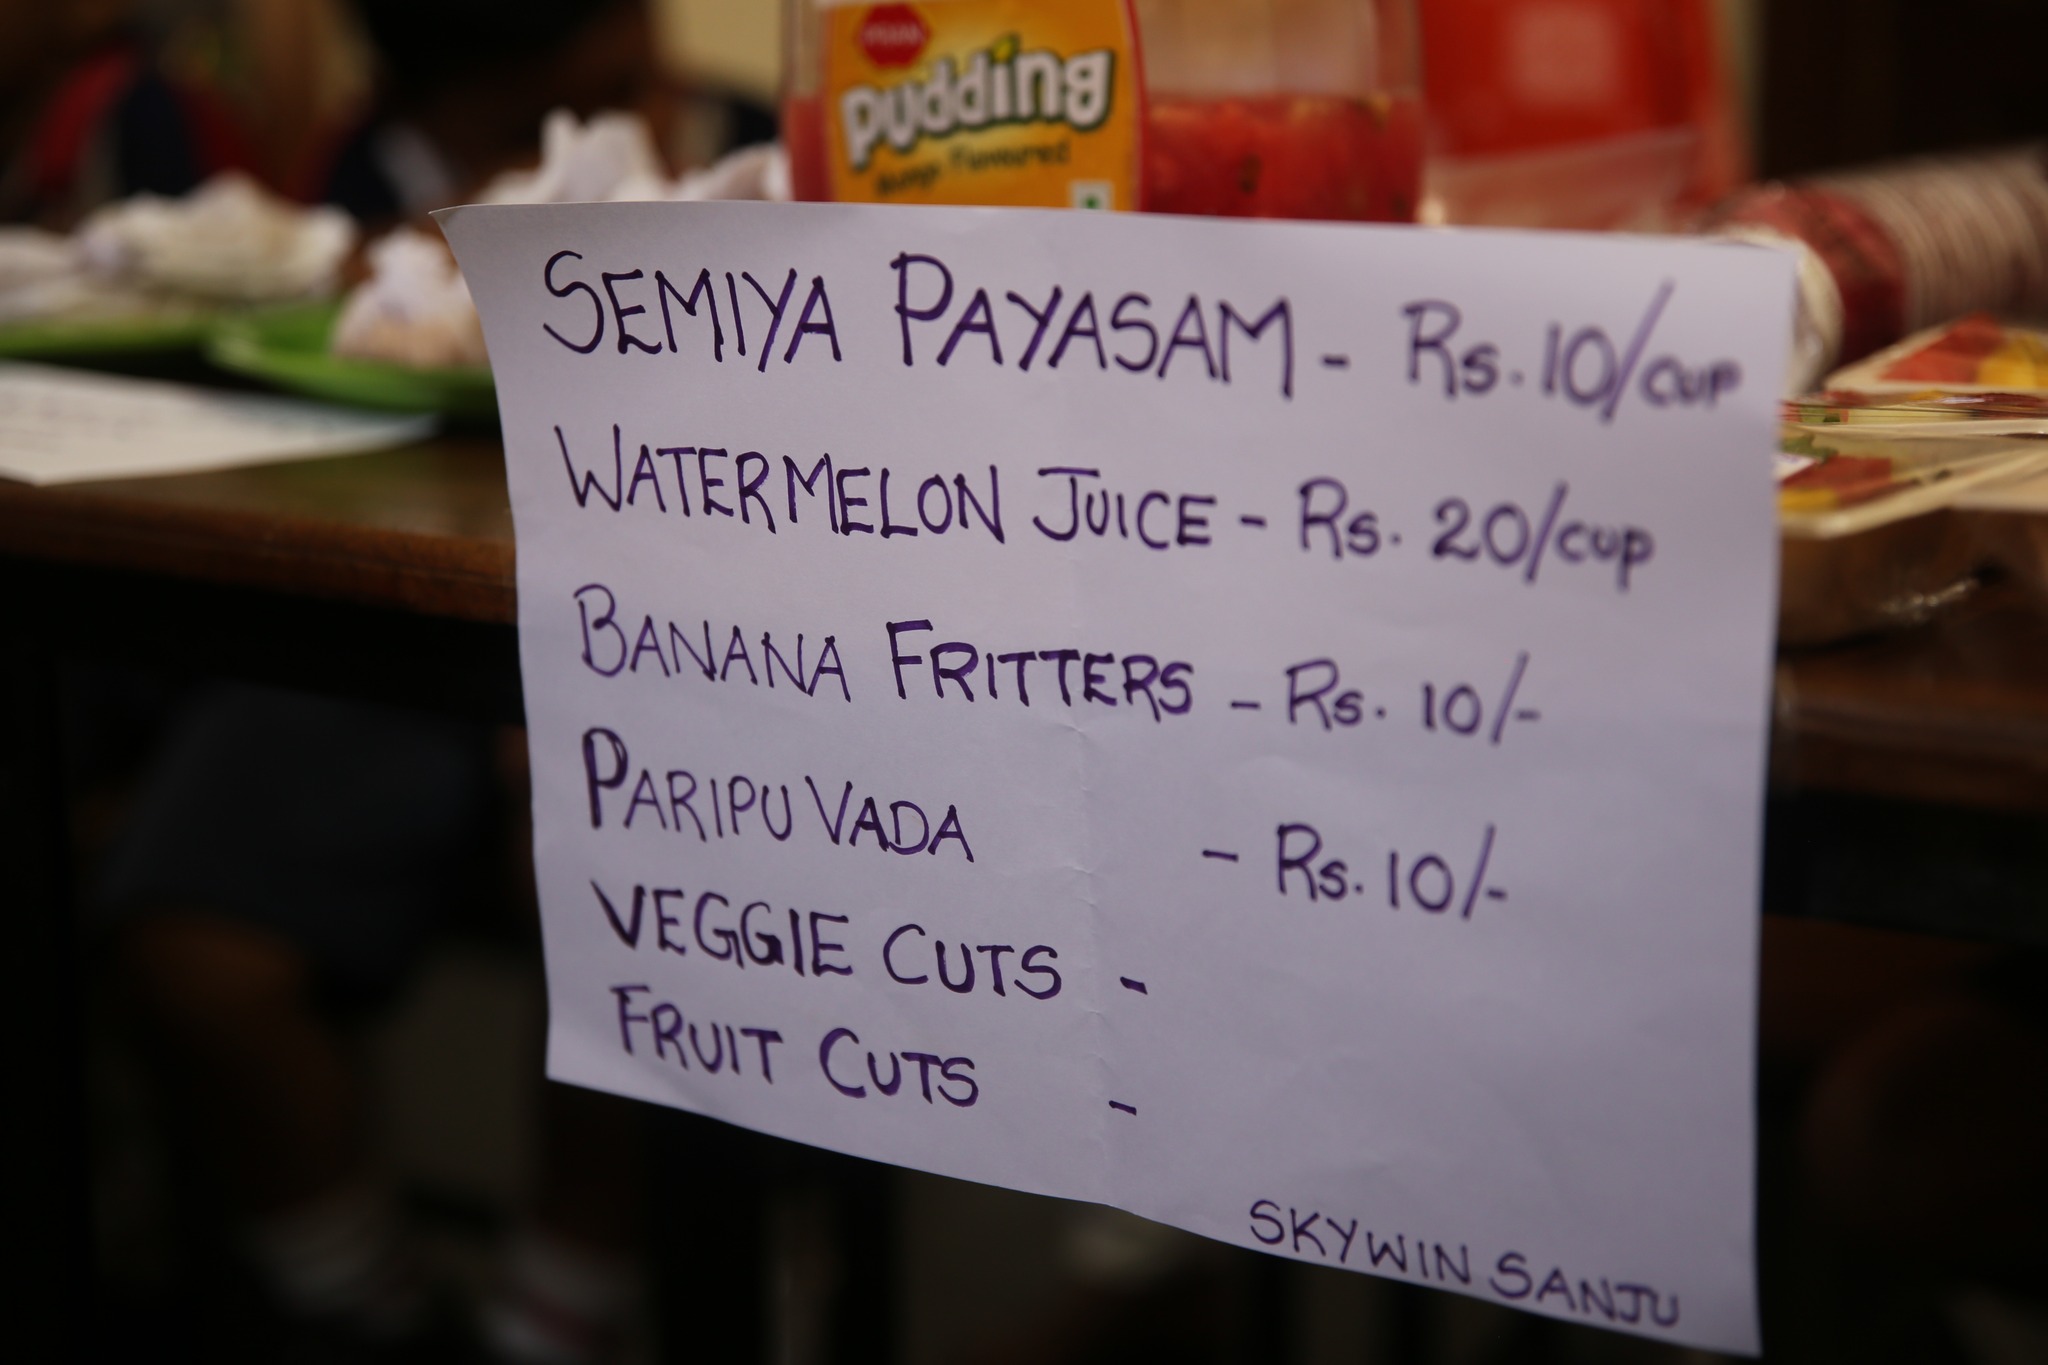 Pudding
Mango Flavoured
SEMIYA PAYASAM - Rs. 10/cup
WATERMELON JUICE - Rs. 20/cup
BANANA FRITTERS - Rs. 10/-
PARIPU VADA - Rs. 10/-
VEGGIE CUTS -
FRUIT CUTS -
SKYWIN SANJU